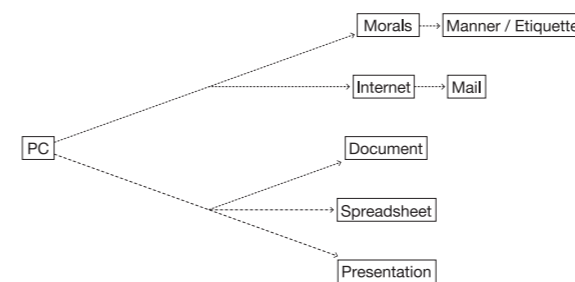 Morals
Manner / Etiquette
Internet
Mail
PC
Document
Spreadsheet
Presentation